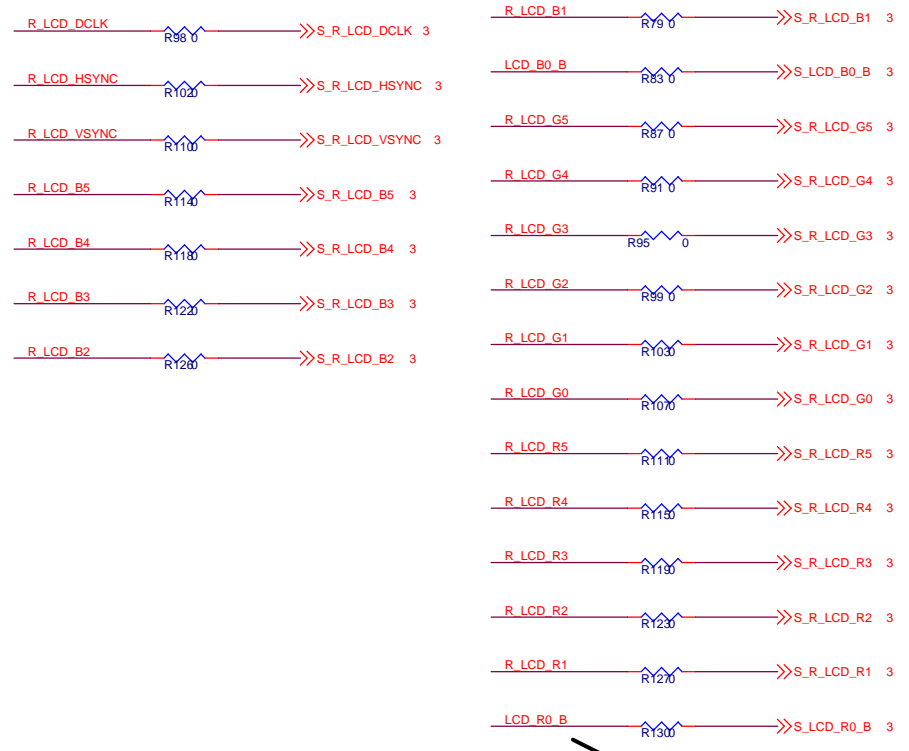 R_LCD_DCLK R98 0 S_R_LCD_DCLK 3
R_LCD_HSYNC R102 0 S_R_LCD_HSYNC 3
R_LCD_VSYNC R110 0 S_R_LCD_VSYNC 3
R_LCD_B5 R114 0 S_R_LCD_B5 3
R_LCD_B4 R118 0 S_R_LCD_B4 3
R_LCD_B3 R122 0 S_R_LCD_B3 3
R_LCD_B2 R126 0 S_R_LCD_B2 3
R_LCD_B1 R79 0 S_R_LCD_B1 3
LCD_B0_B R83 0 S_LCD_B0_B 3
R_LCD_G5 R87 0 S_R_LCD_G5 3
R_LCD_G4 R91 0 S_R_LCD_G4 3
R_LCD_G3 R95 0 S_R_LCD_G3 3
R_LCD_G2 R99 0 S_R_LCD_G2 3
R_LCD_G1 R103 0 S_R_LCD_G1 3
R_LCD_G0 R107 0 S_R_LCD_G0 3
R_LCD_R5 R111 0 S_R_LCD_R5 3
R_LCD_R4 R115 0 S_R_LCD_R4 3
R_LCD_R3 R119 0 S_R_LCD_R3 3
R_LCD_R2 R123 0 S_R_LCD_R2 3
R_LCD_R1 R127 0 S_R_LCD_R1 3
LCD_R0_B R130 0 S_LCD_R0_B 3